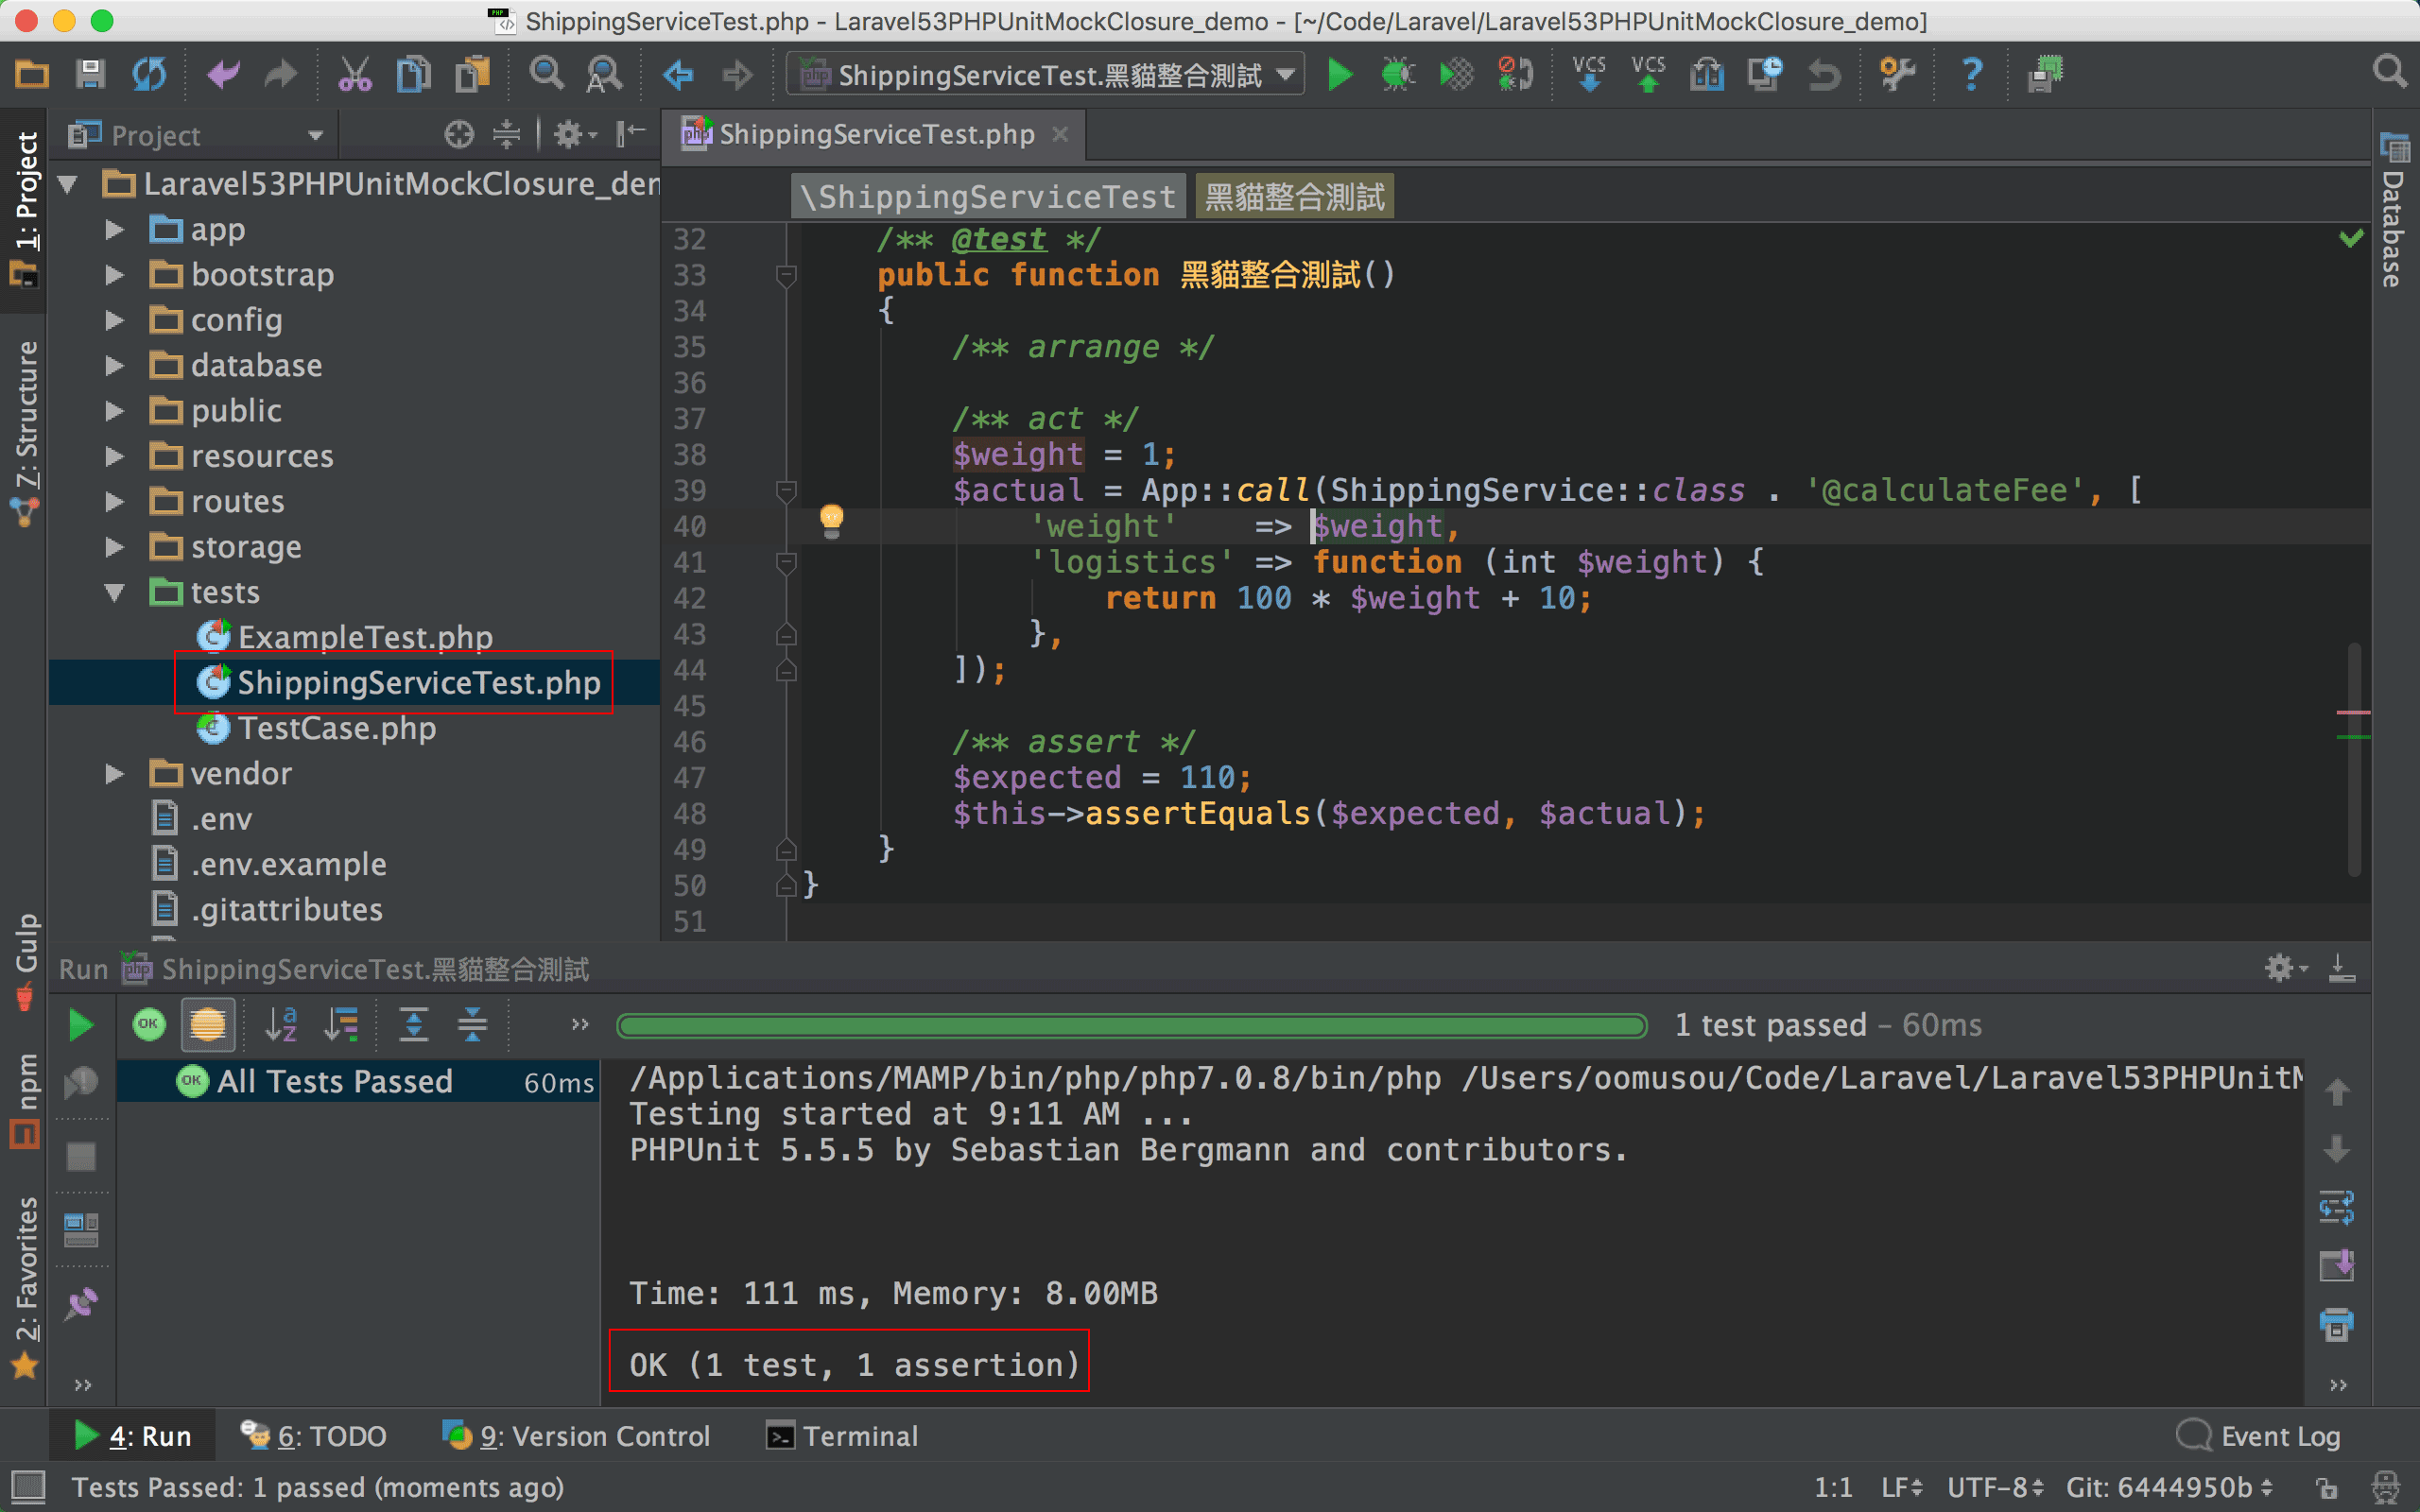 ShippingServiceTest.php - Laravel53PHPUnitMockClosure_demo - [~/Code/Laravel/Laravel53PHPUnitMockClosure_demo]
ShippingServiceTest.黑貓整合測試
VCS VCS
1: Project
7: Structure
Gulp
npm
2: Favorites
Database
Project
Laravel53PHPUnitMockClosure_dem
app
bootstrap
config
database
public
resources
routes
storage
tests
ExampleTest.php
ShippingServiceTest.php
TestCase.php
vendor
.env
.env.example
.gitattributes
ShippingServiceTest.php
\ShippingServiceTest 黑貓整合測試
32 /** @test */
33 public function 黑貓整合測試()
34 {
35 /** arrange */
36
37 /** act */
38 $weight = 1;
39 $actual = App::call(ShippingService::class . '@calculateFee', [
40 'weight' => $weight,
41 'logistics' => function (int $weight) {
42 return 100 * $weight + 10;
43 },
44 ]);
45
46 /** assert */
47 $expected = 110;
48 $this->assertEquals($expected, $actual);
49 }
50 }
51
Run ShippingServiceTest.黑貓整合測試
OK
1 test passed – 60ms
OK All Tests Passed 60ms
/Applications/MAMP/bin/php/php7.0.8/bin/php /Users/oomusou/Code/Laravel/Laravel53PHPUnitM
Testing started at 9:11 AM ...
PHPUnit 5.5.5 by Sebastian Bergmann and contributors.
Time: 111 ms, Memory: 8.00MB
OK (1 test, 1 assertion)
4: Run 6: TODO 9: Version Control Terminal Event Log
Tests Passed: 1 passed (moments ago) 1:1 LF UTF-8 Git: 6444950b